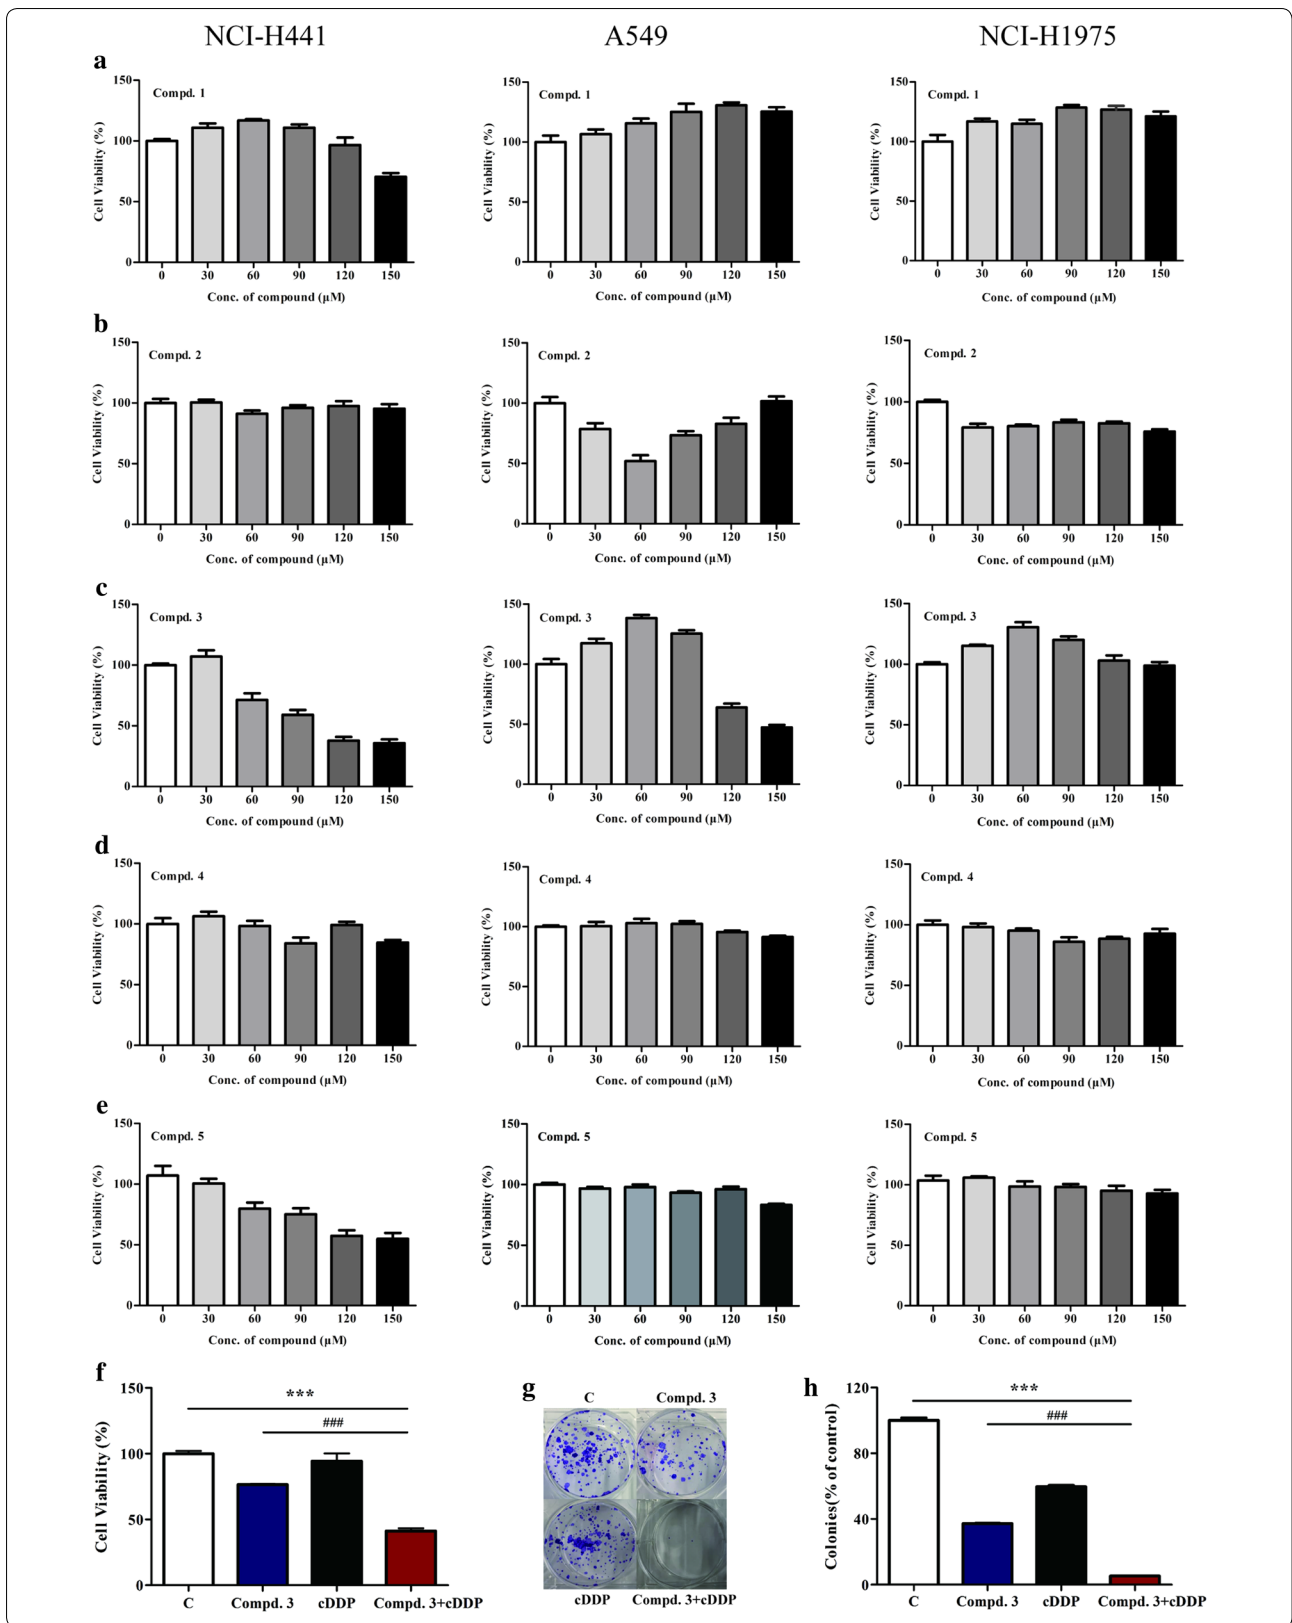 NCI-H441 A549 NCI-H1975
a
Compd. 1
Cell Viability (%)
150
100
50
0
0 30 60 90 120 150
Conc. of compound (μM)
Compd. 1
Cell Viability (%)
150
100
50
0
0 30 60 90 120 150
Conc. of compound (μM)
Compd. 1
Cell Viability (%)
150
100
50
0
0 30 60 90 120 150
Conc. of compound (μM)
b
Compd. 2
Cell Viability (%)
150
100
50
0
0 30 60 90 120 150
Conc. of compound (μM)
Compd. 2
Cell Viability (%)
150
100
50
0
0 30 60 90 120 150
Conc. of compound (μM)
Compd. 2
Cell Viability (%)
150
100
50
0
0 30 60 90 120 150
Conc. of compound (μM)
c
Compd. 3
Cell Viability (%)
150
100
50
0
0 30 60 90 120 150
Conc. of compound (μM)
Compd. 3
Cell Viability (%)
150
100
50
0
0 30 60 90 120 150
Conc. of compound (μM)
Compd. 3
Cell Viability (%)
150
100
50
0
0 30 60 90 120 150
Conc. of compound (μM)
d
Compd. 4
Cell Viability (%)
150
100
50
0
0 30 60 90 120 150
Conc. of compound (μM)
Compd. 4
Cell Viability (%)
150
100
50
0
0 30 60 90 120 150
Conc. of compound (μM)
Compd. 4
Cell Viability (%)
150
100
50
0
0 30 60 90 120 150
Conc. of compound (μM)
e
Compd. 5
Cell Viability (%)
150
100
50
0
0 30 60 90 120 150
Conc. of compound (μM)
Compd. 5
Cell Viability (%)
150
100
50
0
0 30 60 90 120 150
Conc. of compound (μM)
Compd. 5
Cell Viability (%)
150
100
50
0
0 30 60 90 120 150
Conc. of compound (μM)
f
Cell Viability (%)
150
100
50
0
***
###
C Compd. 3 cDDP Compd. 3+cDDP
g
C Compd. 3
cDDP Compd. 3+cDDP
h
Colonies(% of control)
120
80
40
0
***
###
C Compd. 3 cDDP Compd. 3+cDDP